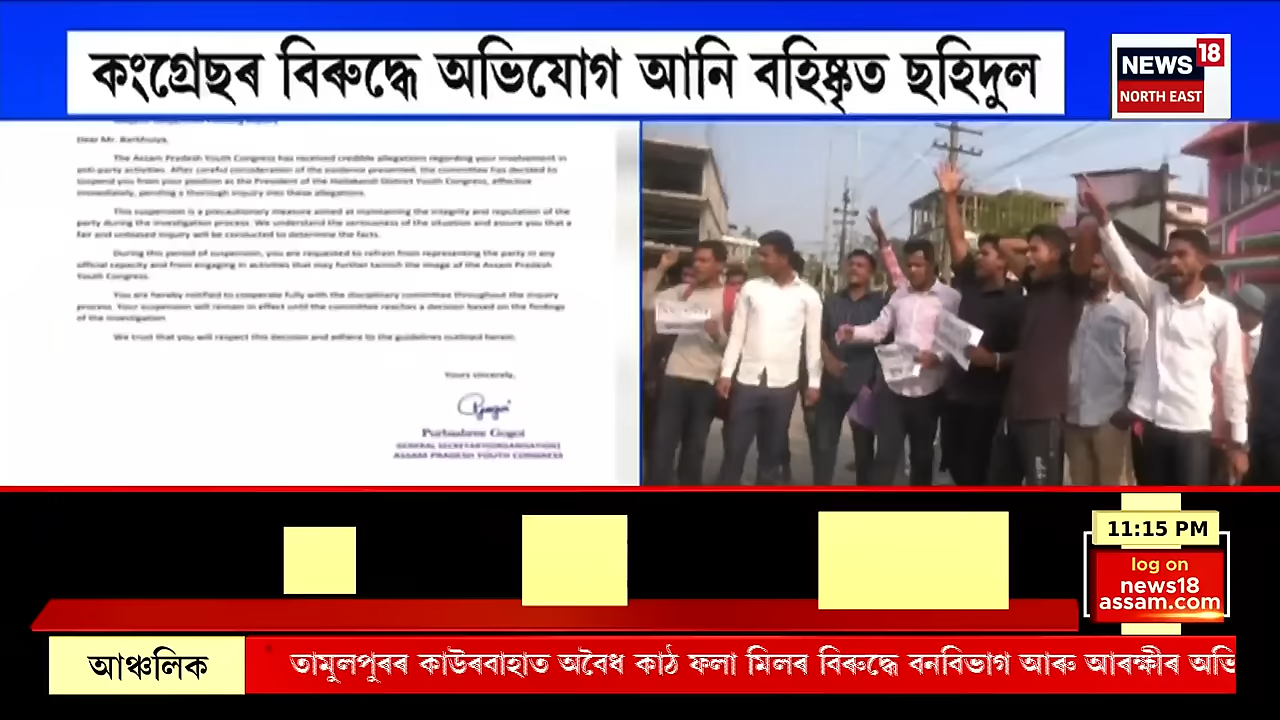 কংগ্ৰেছৰ বিৰুদ্ধে অভিযোগ আনি বহিষ্কৃত ছহিদুল
NEWS 18
NORTH EAST
Dear Mr. Barbhuiya,
The Assam Pradesh Youth Congress has received credible allegations regarding your involvement in
anti-party activities. After careful consideration of the evidence presented, the committee has decided to
suspend you from your position as the President of the Hailakandi District Youth Congress, effective
immediately, pending a thorough inquiry into these allegations.
This suspension is a precautionary measure aimed at maintaining the integrity and reputation of the
party during the investigation process. We understand the seriousness of the situation and assure you that a
fair and unbiased inquiry will be conducted to determine the facts.
During this period of suspension, you are requested to refrain from representing the party in any
official capacity and from engaging in activities that may further tarnish the image of the Assam Pradesh
Youth Congress.
You are hereby notified to cooperate fully with the disciplinary committee throughout the inquiry
process. Your suspension will remain in effect until the committee reaches a decision based on the findings
of the investigation.
We trust that you will respect this decision and adhere to the guidelines outlined herein.
Yours sincerely,
Gogoi
GENERAL SECRETARY(ORGANISATION)
ASSAM PRADESH YOUTH CONGRESS
11:15 PM
log on
news18
assam.com
আঞ্চলিক
তামুলপুৰৰ কাউৰবাহাত অবৈধ কাঠ ফলা মিলৰ বিৰুদ্ধে বনবিভাগ আৰু আৰক্ষীৰ অভি